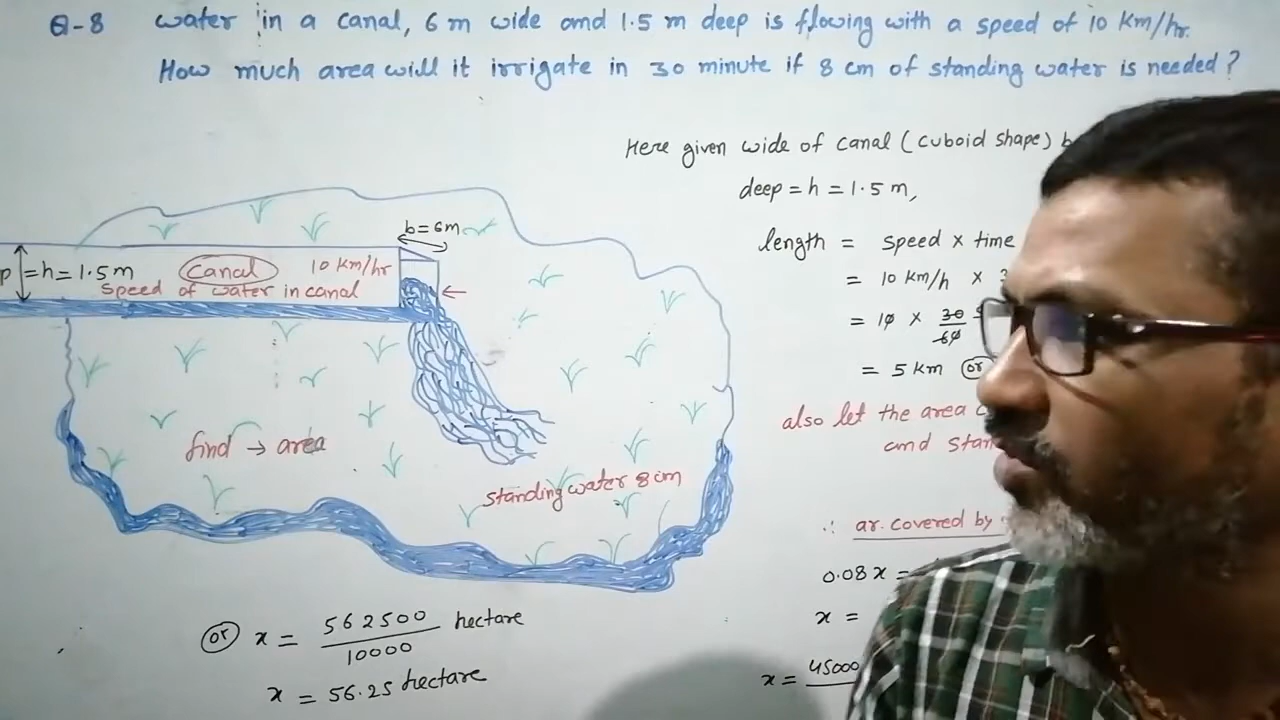 Q-8 water in a canal, 6 m wide and 1.5 m deep is flowing with a speed of 10 km/hr.
How much area will it irrigate in 30 minute if 8 cm of standing water is needed?
Here given wide of canal (cuboid shape) b
deep = h = 1.5 m,
length = speed × time
= 10 km/h ×
= 10 × 30/60
= 5 km or
also let the area
and stan
∴ ar. covered by
0.08 x =
x =
x = 45000
b = 6m
p = h = 1.5 m
canal
10 km/hr
speed of water in canal
find → area
standing water 8 cm
or x = 562500/10000 hectare
x = 56.25 hectare